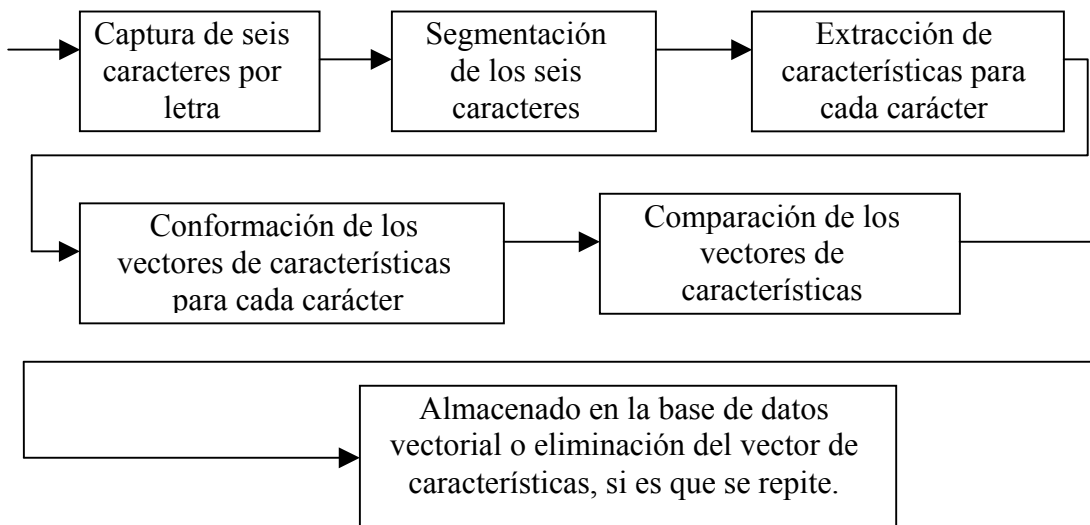 Captura de seis
caracteres por
letra
Segmentación
de los seis
caracteres
Extracción de
características para
cada carácter
Conformación de los
vectores de características
para cada carácter
Comparación de los
vectores de
características
Almacenado en la base de datos
vectorial o eliminación del vector de
características, si es que se repite.